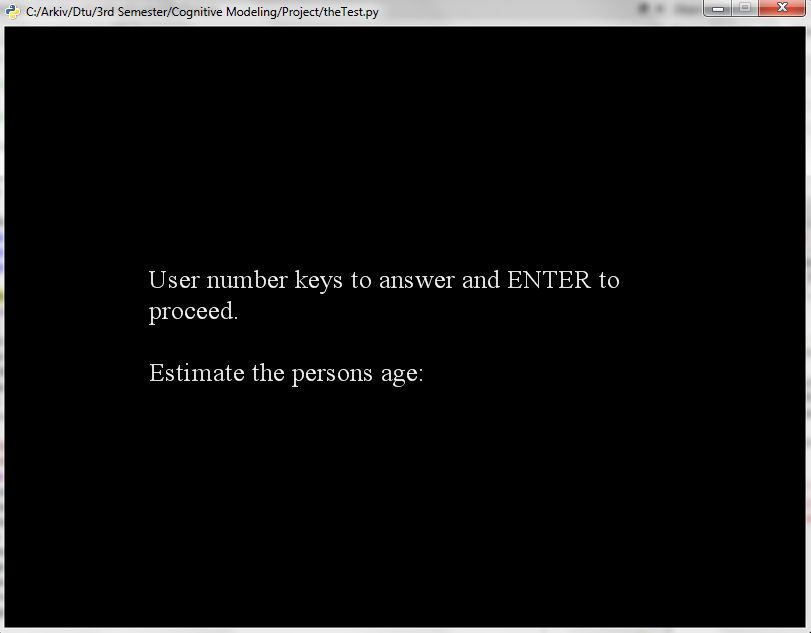 C:/Arkiv/Dtu/3rd Semester/Cognitive Modeling/Project/theTest.py
User number keys to answer and ENTER to
proceed.
Estimate the persons age: